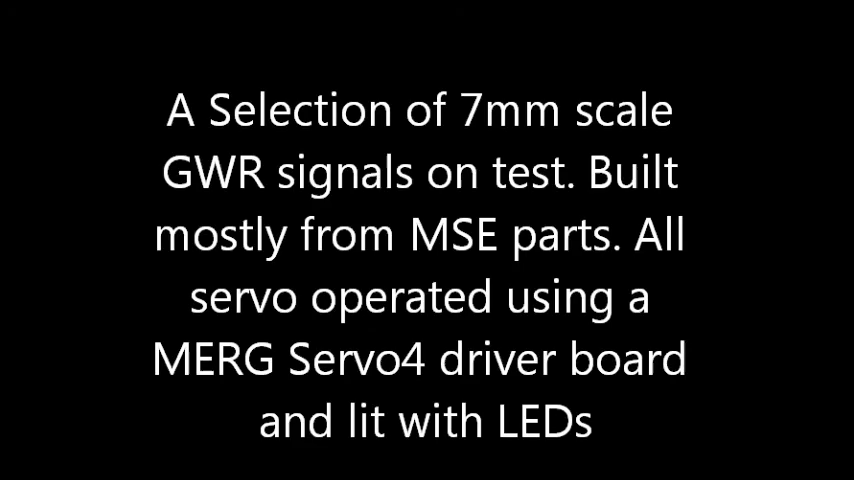 A Selection of 7mm scale
GWR signals on test. Built
mostly from MSE parts. All
servo operated using a
MERG Servo4 driver board
and lit with LEDs